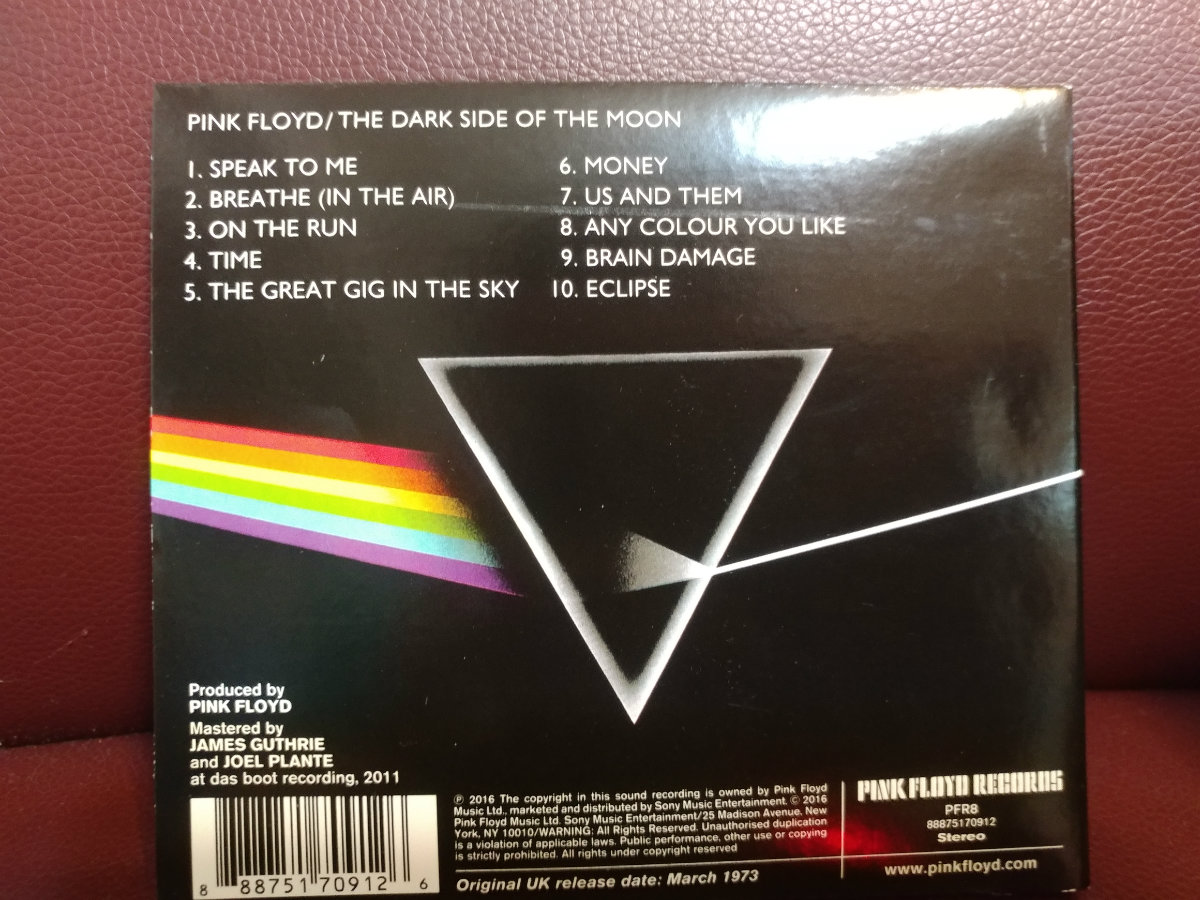 PINK FLOYD/THE DARK SIDE OF THE MOON
1. SPEAK TO ME
2. BREATHE (IN THE AIR)
3. ON THE RUN
4. TIME
5. THE GREAT GIG IN THE SKY
6. MONEY
7. US AND THEM
8. ANY COLOUR YOU LIKE
9. BRAIN DAMAGE
10. ECLIPSE
Produced by
PINK FLOYD
Mastered by
JAMES GUTHRIE
and JOEL PLANTE
at das boot recording, 2011
8 88751 70912 6
℗ 2016 The copyright in this sound recording is owned by Pink Floyd
Music Ltd., marketed and distributed by Sony Music Entertainment. © 2016
Pink Floyd Music Ltd. Sony Music Entertainment/25 Madison Avenue, New
York, NY 10010/WARNING: All Rights Reserved. Unauthorised duplication
is a violation of applicable laws. Public performance, other use or copying
is strictly prohibited. All rights under copyright reserved
Original UK release date: March 1973
PINK FLOYD RECORDS
PFR8
88875170912
Stereo
www.pinkfloyd.com